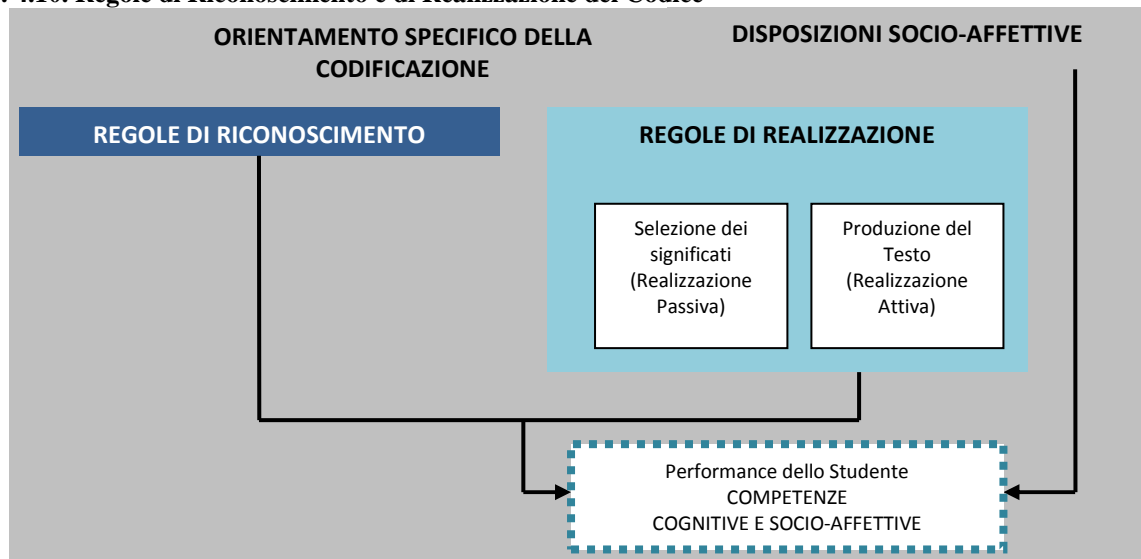 . 4.10. Regole di Riconoscimento e di Realizzazione del Codice
ORIENTAMENTO SPECIFICO DELLA
CODIFICAZIONE
DISPOSIZIONI SOCIO-AFFETTIVE
REGOLE DI RICONOSCIMENTO
REGOLE DI REALIZZAZIONE
Selezione dei
significati
(Realizzazione
Passiva)
Produzione del
Testo
(Realizzazione
Attiva)
Performance dello Studente
COMPETENZE
COGNITIVE E SOCIO-AFFETTIVE